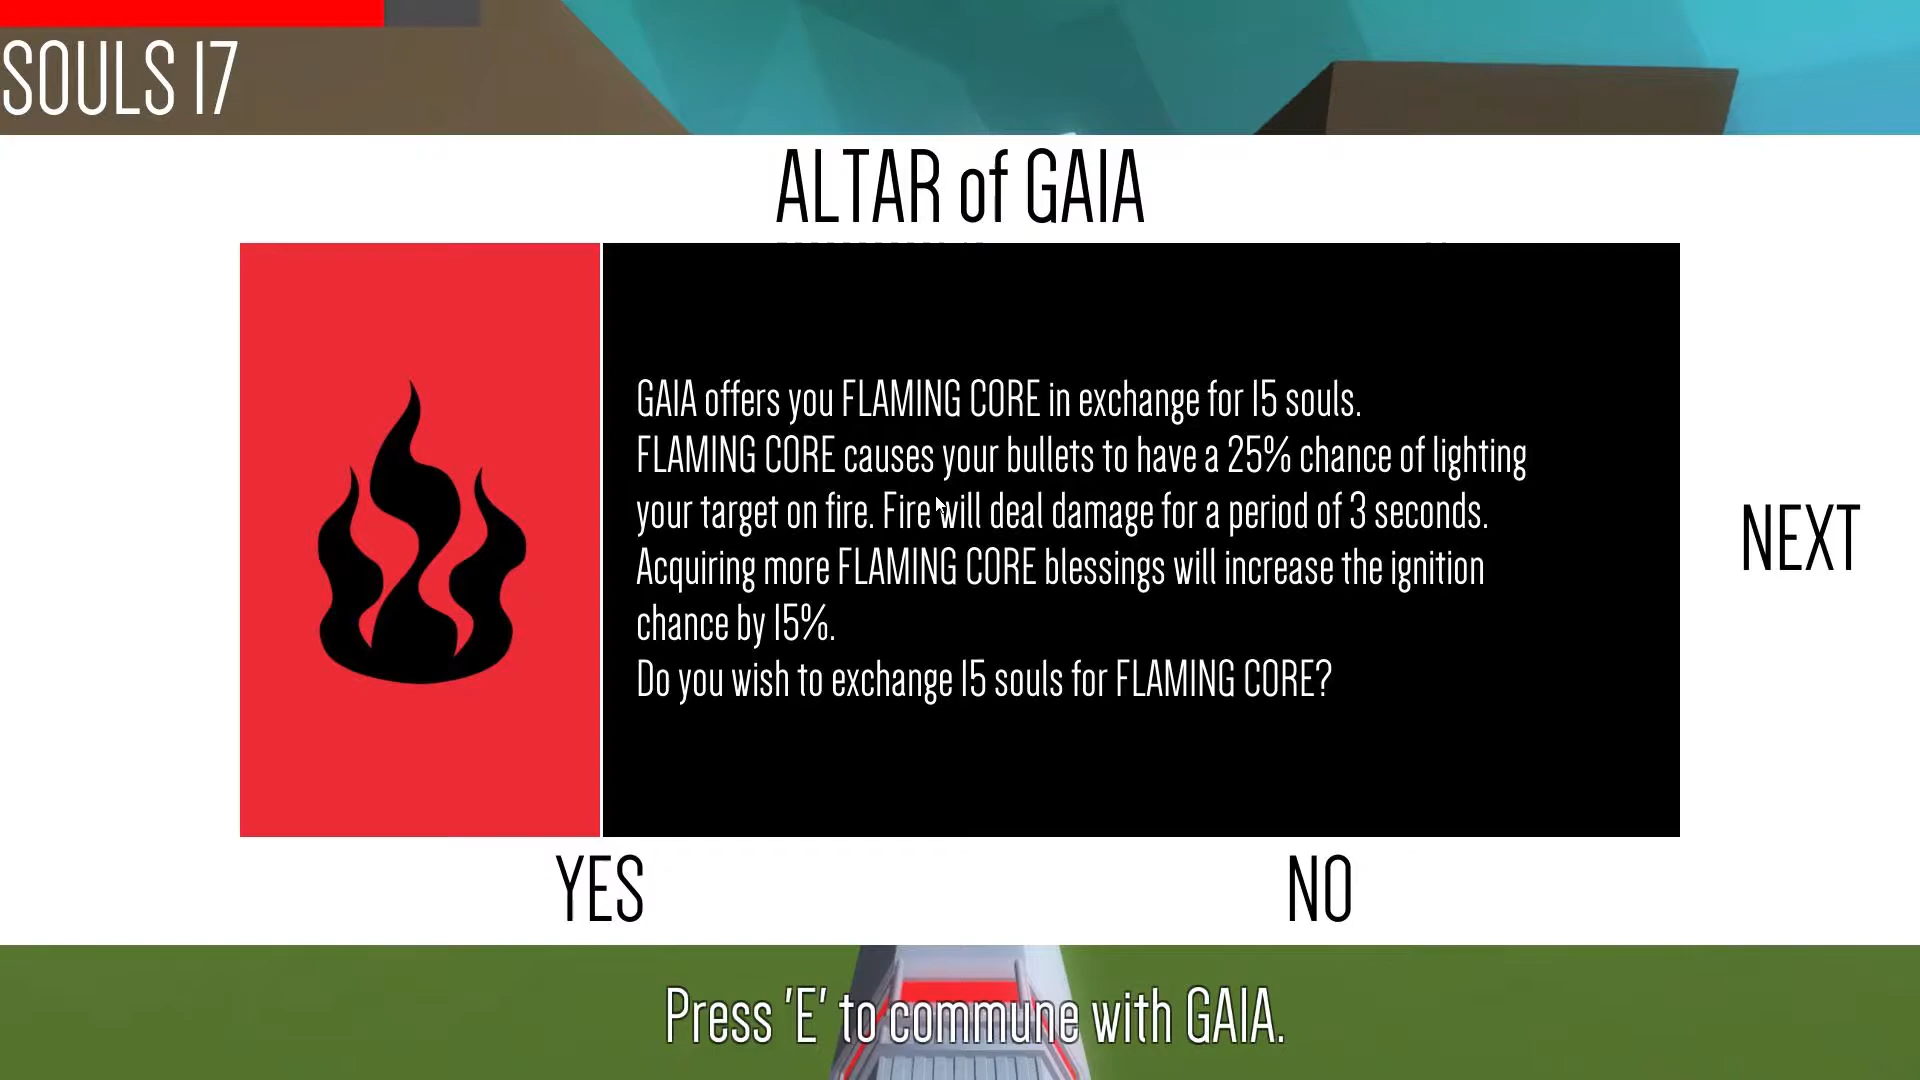 SOULS 17
ALTAR of GAIA
GAIA offers you FLAMING CORE in exchange for 15 souls.
FLAMING CORE causes your bullets to have a 25% chance of lighting
your target on fire. Fire will deal damage for a period of 3 seconds.
Acquiring more FLAMING CORE blessings will increase the ignition
chance by 15%.
Do you wish to exchange 15 souls for FLAMING CORE?
NEXT
YES
NO
Press 'E' to commune with GAIA.